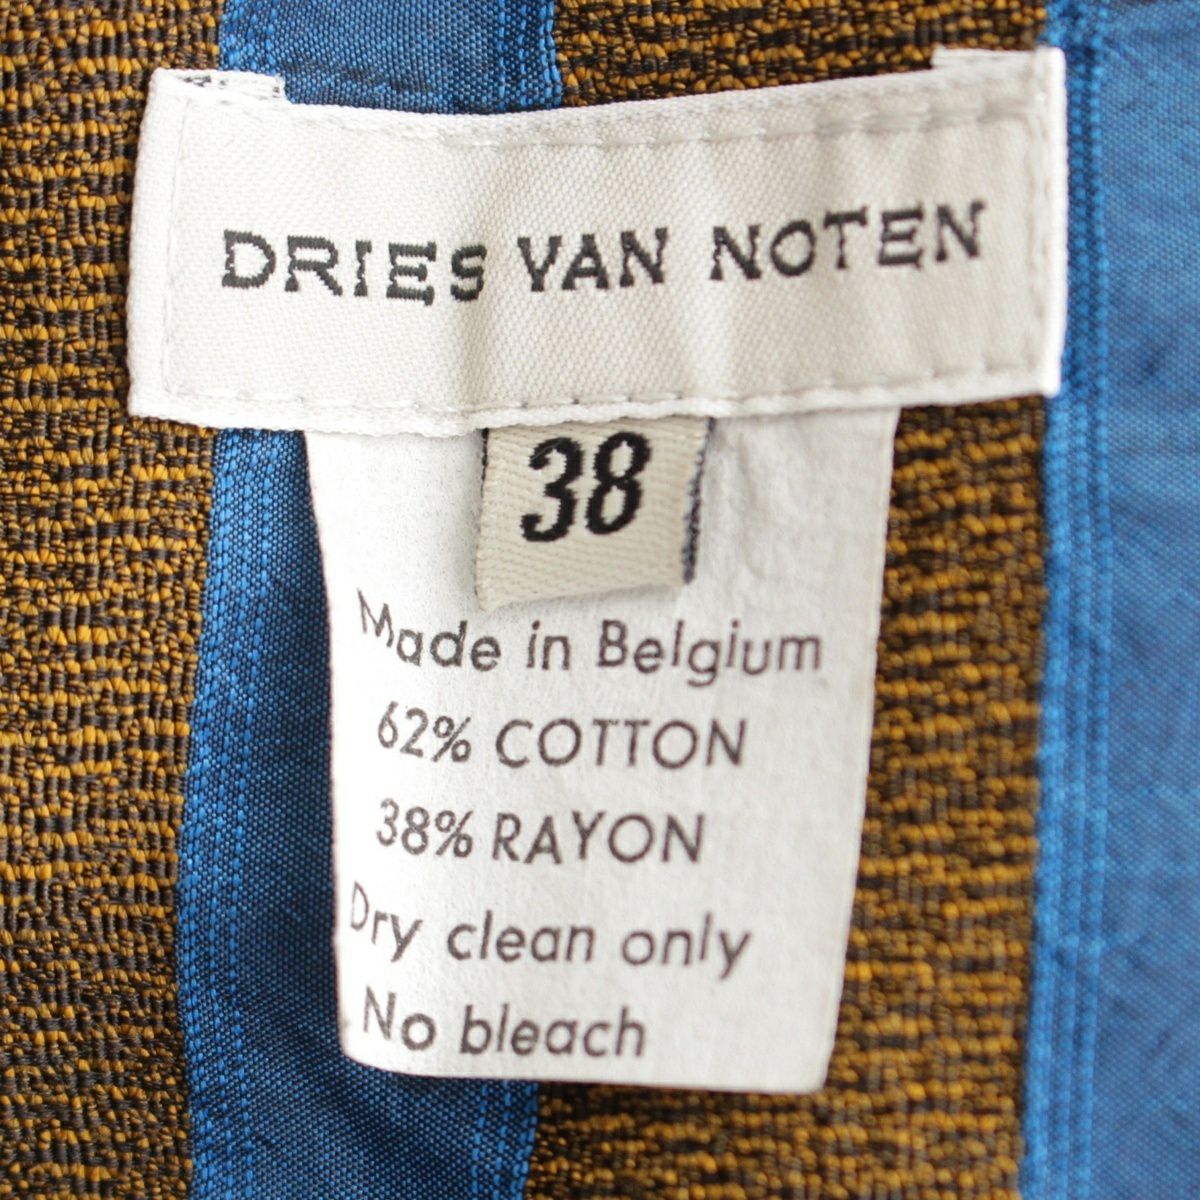 DRIES VAN NOTEN
38
Made in Belgium
62% COTTON
38% RAYON
Dry clean only
No bleach